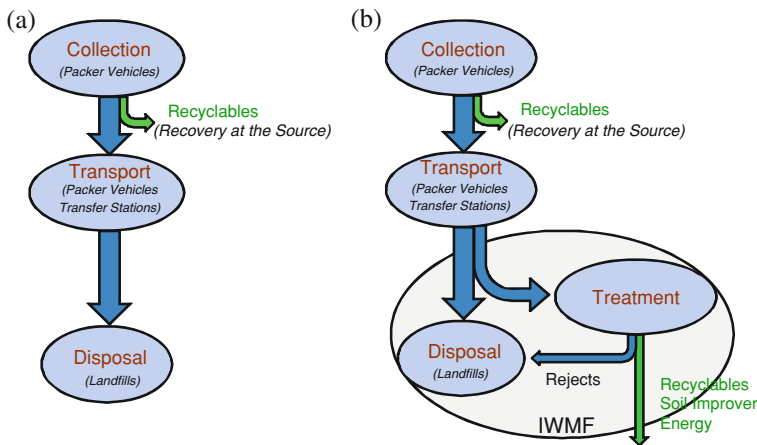 (a)
Collection
(Packer Vehicles)
Recyclables
(Recovery at the Source)
Transport
(Packer Vehicles
Transfer Stations)
Disposal
(Landfills)
(b)
Collection
(Packer Vehicles)
Recyclables
(Recovery at the Source)
Transport
(Packer Vehicles
Transfer Stations)
Treatment
Disposal
(Landfills)
Rejects
Recyclables
Soil Improver
Energy
IWMF